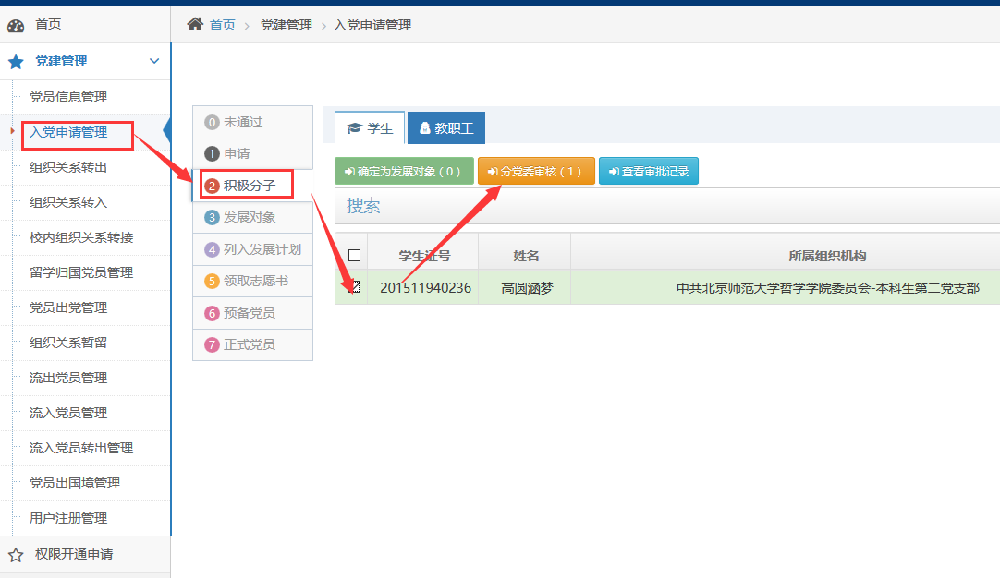 首页
党建管理
党员信息管理
入党申请管理
组织关系转出
组织关系转入
校内组织关系转接
留学归国党员管理
党员出党管理
组织关系暂留
流出党员管理
流入党员管理
流入党员转出管理
党员出国境管理
用户注册管理
权限开通申请
首页 > 党建管理 > 入党申请管理
0 未通过
1 申请
2 积极分子
3 发展对象
4 列入发展计划
5 领取志愿书
6 预备党员
7 正式党员
学生 教职工
确定为发展对象（0） 分党委审核（1） 查看审批记录
搜索
学生证号 姓名 所属组织机构
201511940236 高圆涵梦 中共北京师范大学哲学学院委员会-本科生第二党支部